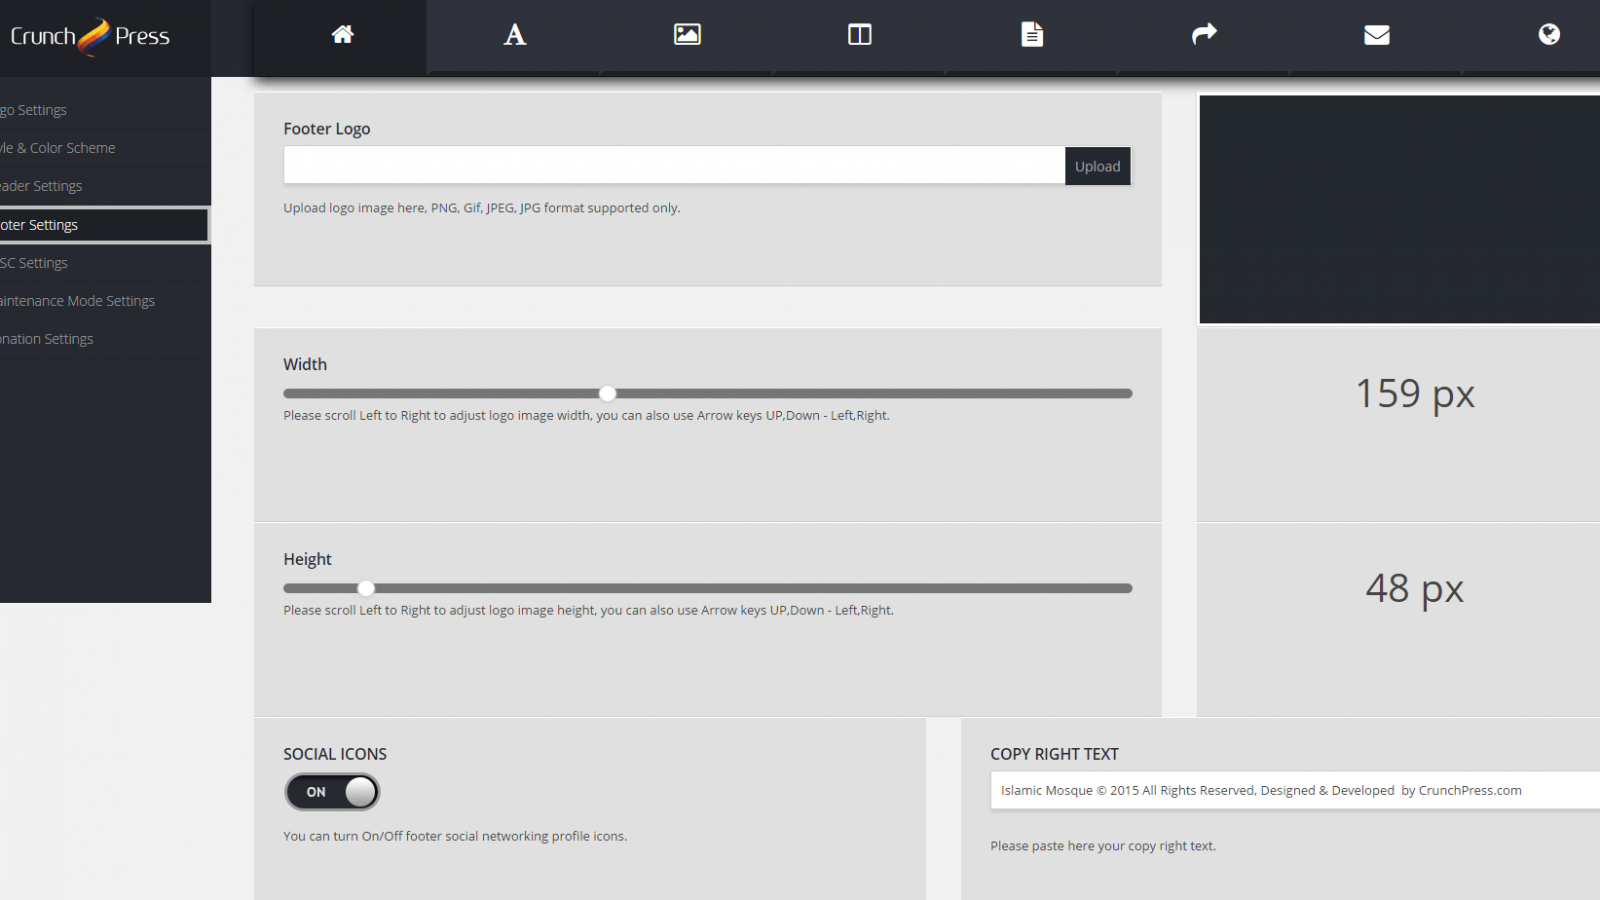 Crunch Press
go Settings
yle & Color Scheme
eader Settings
oter Settings
SC Settings
aintenance Mode Settings
onation Settings
Footer Logo
Upload
Upload logo image here, PNG, Gif, JPEG, JPG format supported only.
Width
159 px
Please scroll Left to Right to adjust logo image width, you can also use Arrow keys UP,Down - Left,Right.
Height
48 px
Please scroll Left to Right to adjust logo image height, you can also use Arrow keys UP,Down - Left,Right.
SOCIAL ICONS
ON
You can turn On/Off footer social networking profile icons.
COPY RIGHT TEXT
Islamic Mosque © 2015 All Rights Reserved, Designed & Developed  by CrunchPress.com
Please paste here your copy right text.